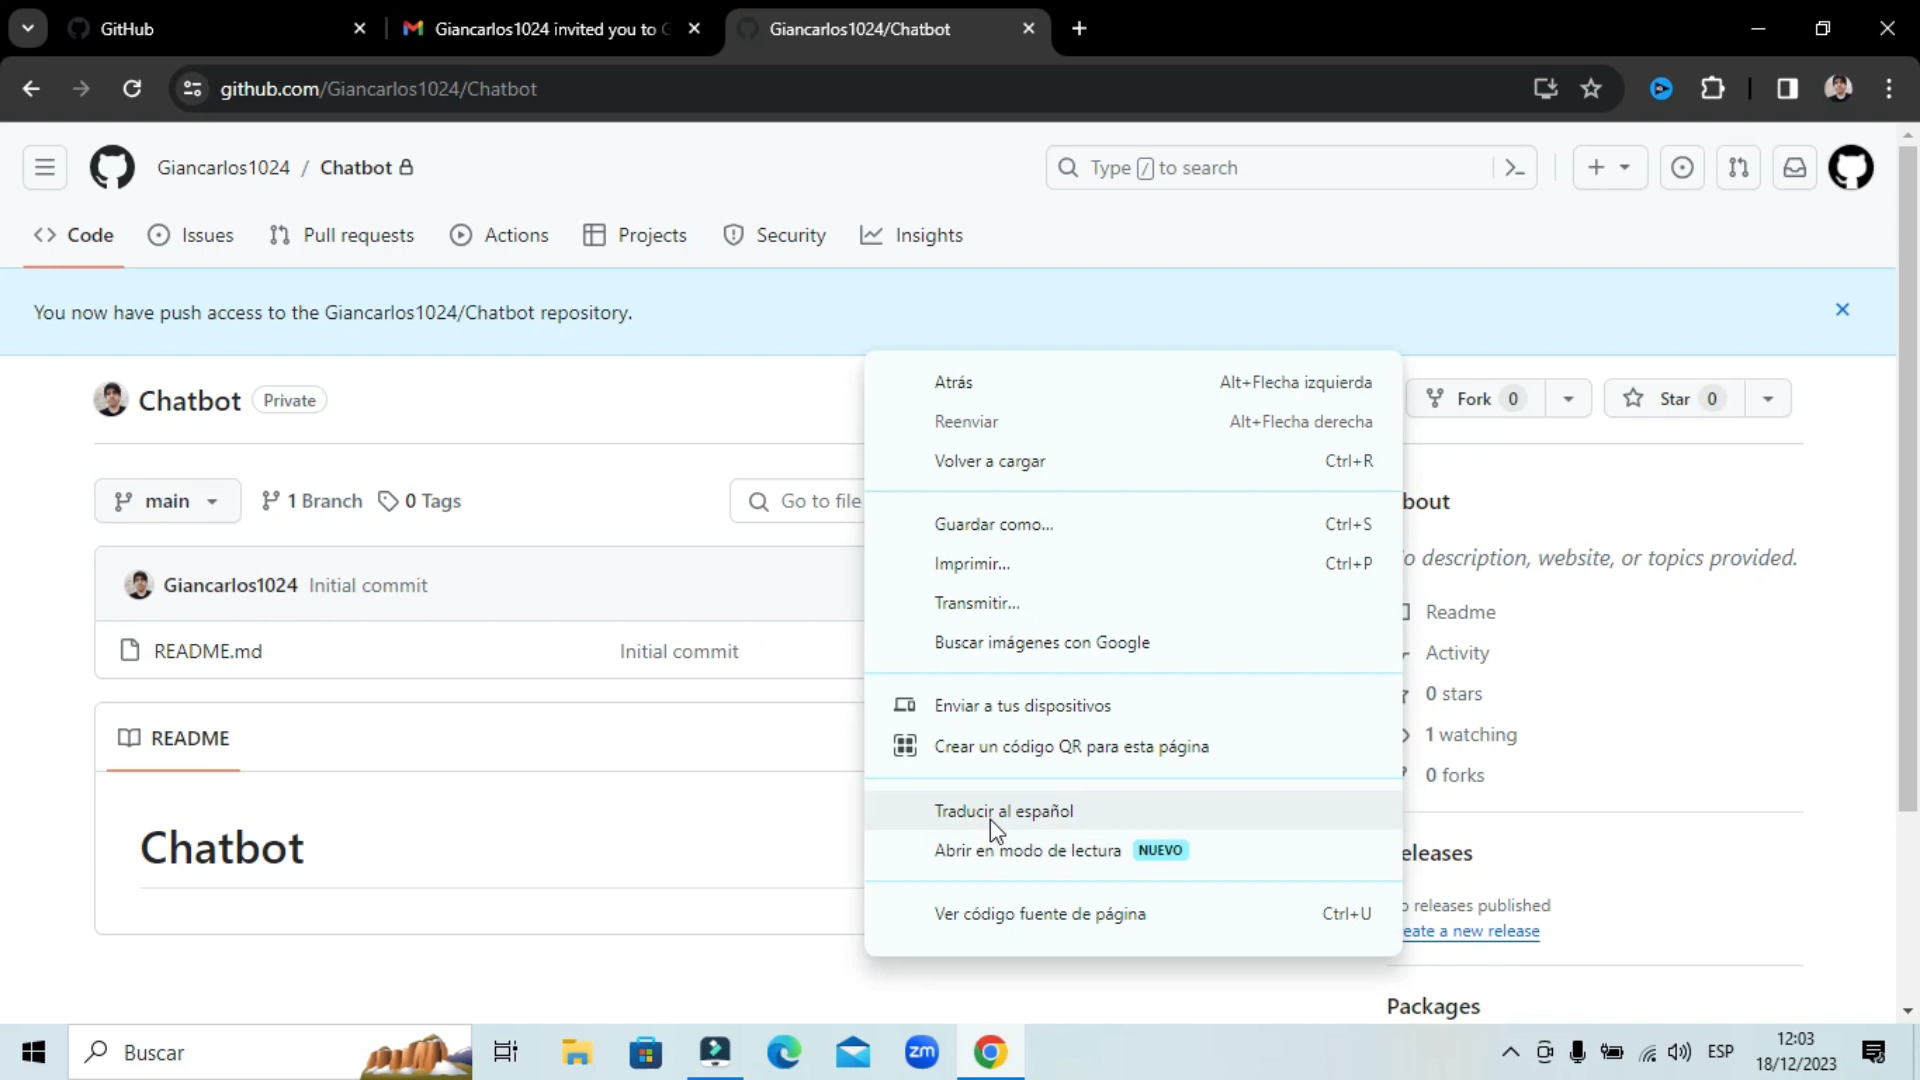 GitHub
Giancarlos1024 invited you to
Giancarlos1024/Chatbot
github.com/Giancarlos1024/Chatbot
Giancarlos1024 / Chatbot
Type / to search
Code
Issues
Pull requests
Actions
Projects
Security
Insights
You now have push access to the Giancarlos1024/Chatbot repository.
Chatbot Private
Fork 0
Star 0
main
1 Branch
0 Tags
Go to file
Giancarlos1024 Initial commit
README.md Initial commit
README
Chatbot
Atrás Alt+Flecha izquierda
Reenviar Alt+Flecha derecha
Volver a cargar Ctrl+R
Guardar como... Ctrl+S
Imprimir... Ctrl+P
Transmitir...
Buscar imágenes con Google
Enviar a tus dispositivos
Crear un código QR para esta página
Traducir al español
Abrir en modo de lectura NUEVO
Ver código fuente de página Ctrl+U
bout
o description, website, or topics provided.
Readme
Activity
0 stars
1 watching
0 forks
eleases
o releases published
eate a new release
Packages
Buscar
zm
ESP
12:03
18/12/2023